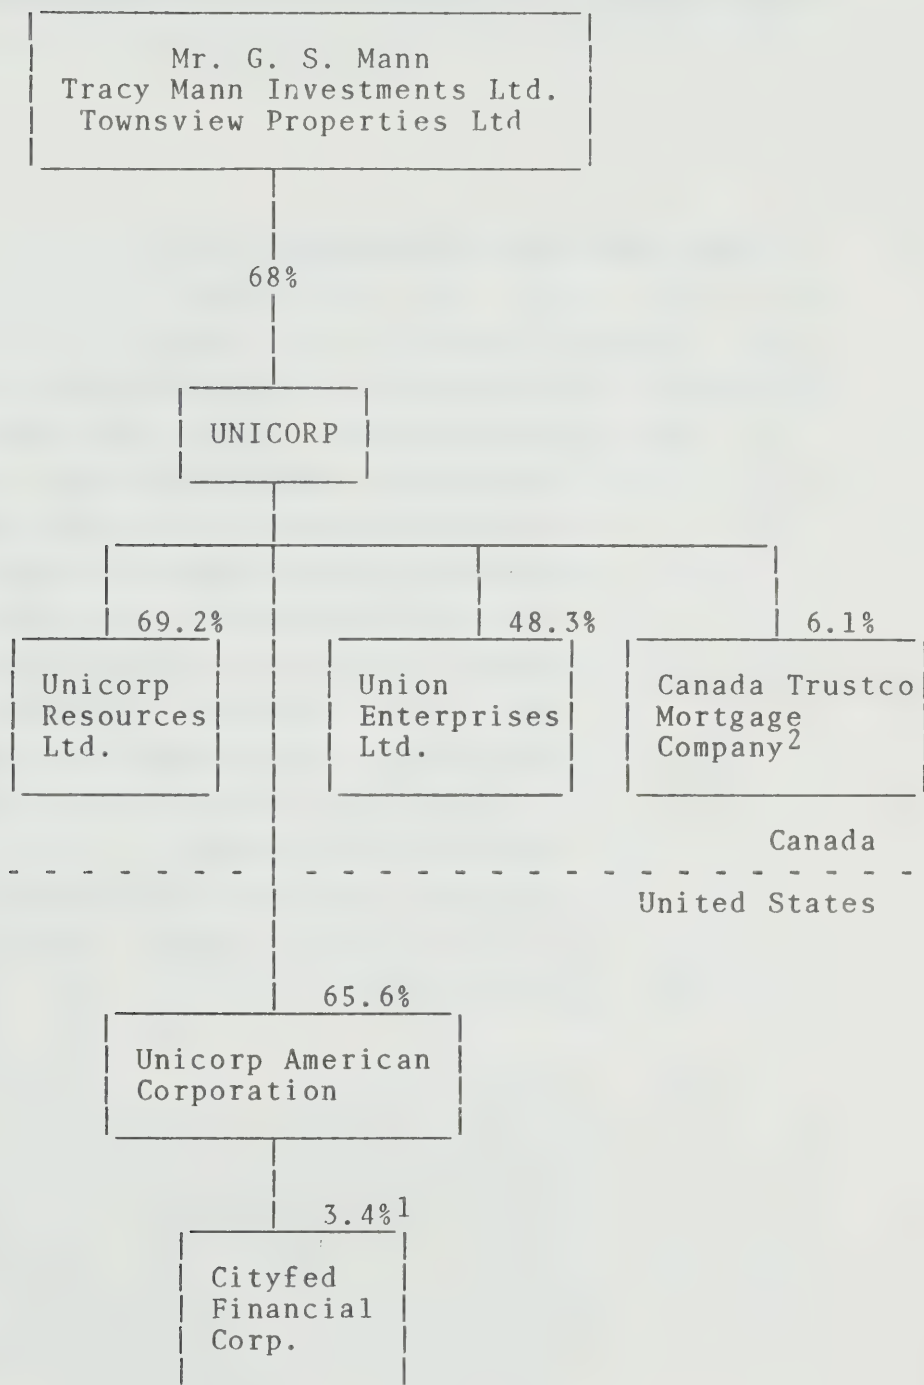 Mr. G. S. Mann
Tracy Mann Investments Ltd.
Townsview Properties Ltd
68%
UNICORP
69.2%
48.3%
6.1%
Unicorp
Resources
Ltd.
Union
Enterprises
Ltd.
Canada Trustco
Mortgage
Company2
Canada
United States
65.6%
Unicorp American
Corporation
3.4%1
Cityfed
Financial
Corp.